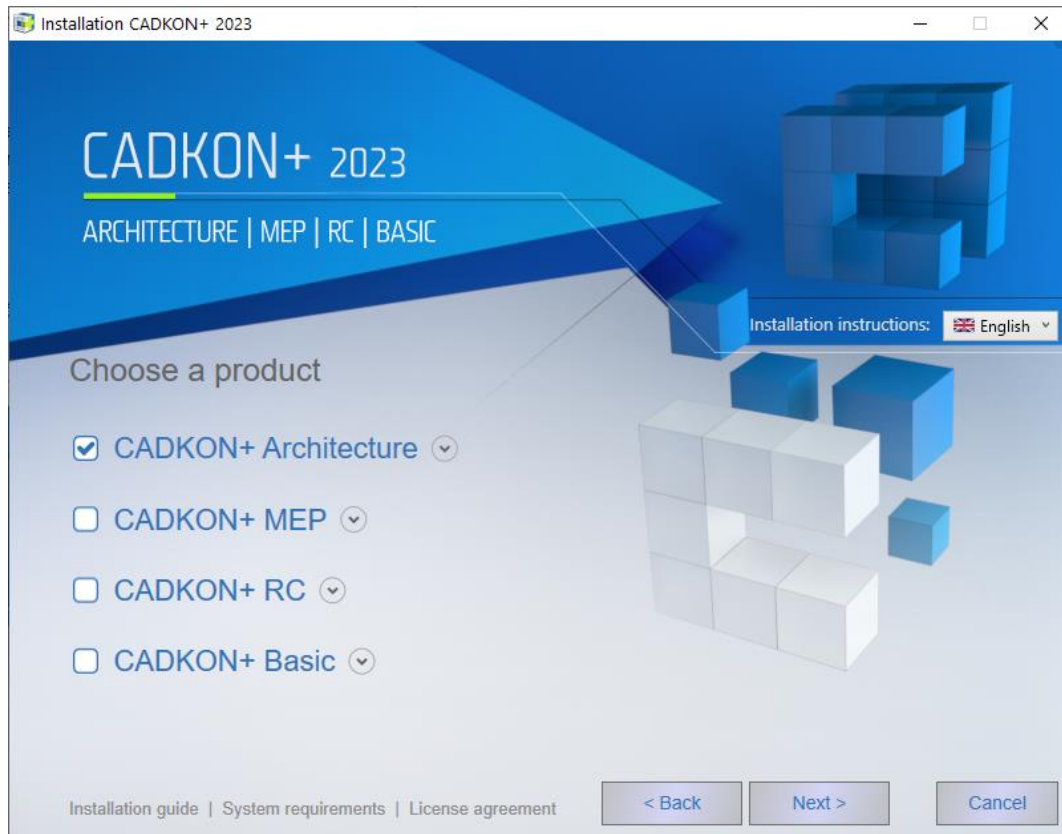 Installation CADKON+ 2023
CADKON+ 2023
ARCHITECTURE | MEP | RC | BASIC
Installation instructions: English
Choose a product
CADKON+ Architecture
CADKON+ MEP
CADKON+ RC
CADKON+ Basic
Installation guide | System requirements | License agreement
< Back Next > Cancel